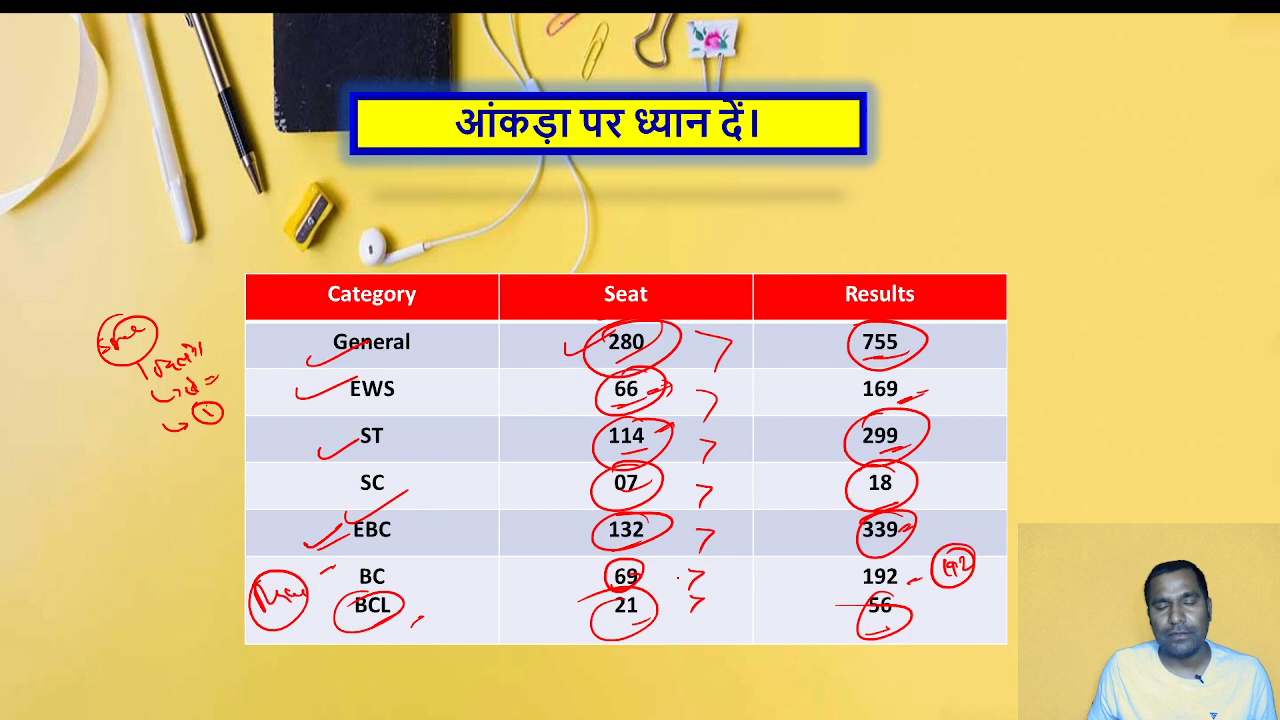 आंकड़ा पर ध्यान दें।
Category Seat Results
General 280 755
EWS 66 169
ST 114 299
SC 07 18
EBC 132 339
BC 69 192
192
BCL 21 56